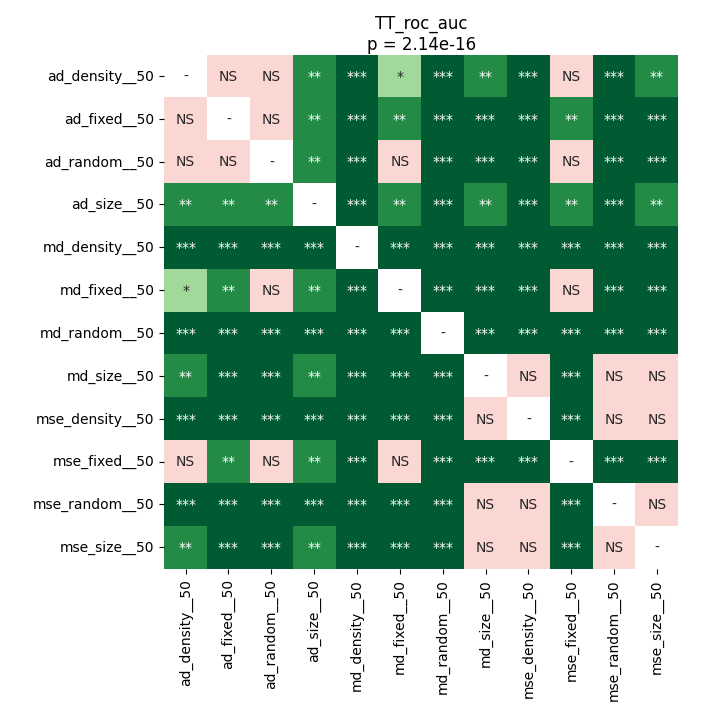 TT_roc_auc
p = 2.14e-16
ad_density__50 - NS NS ** *** * *** ** *** NS *** **
ad_fixed__50 NS - NS ** *** ** *** *** *** ** *** ***
ad_random__50 NS NS - ** *** NS *** *** *** NS *** ***
ad_size__50 ** ** ** - *** ** *** ** *** ** *** **
md_density__50 *** *** *** *** - *** *** *** *** *** *** ***
md_fixed__50 * ** NS ** *** - *** *** *** NS *** ***
md_random__50 *** *** *** *** *** *** - *** *** *** *** ***
md_size__50 ** *** *** ** *** *** *** - NS *** NS NS
mse_density__50 *** *** *** *** *** *** *** NS - *** NS NS
mse_fixed__50 NS ** NS ** *** NS *** *** *** - *** ***
mse_random__50 *** *** *** *** *** *** *** NS NS *** - NS
mse_size__50 ** *** *** ** *** *** *** NS NS *** NS -
ad_density__50
ad_fixed__50
ad_random__50
ad_size__50
md_density__50
md_fixed__50
md_random__50
md_size__50
mse_density__50
mse_fixed__50
mse_random__50
mse_size__50